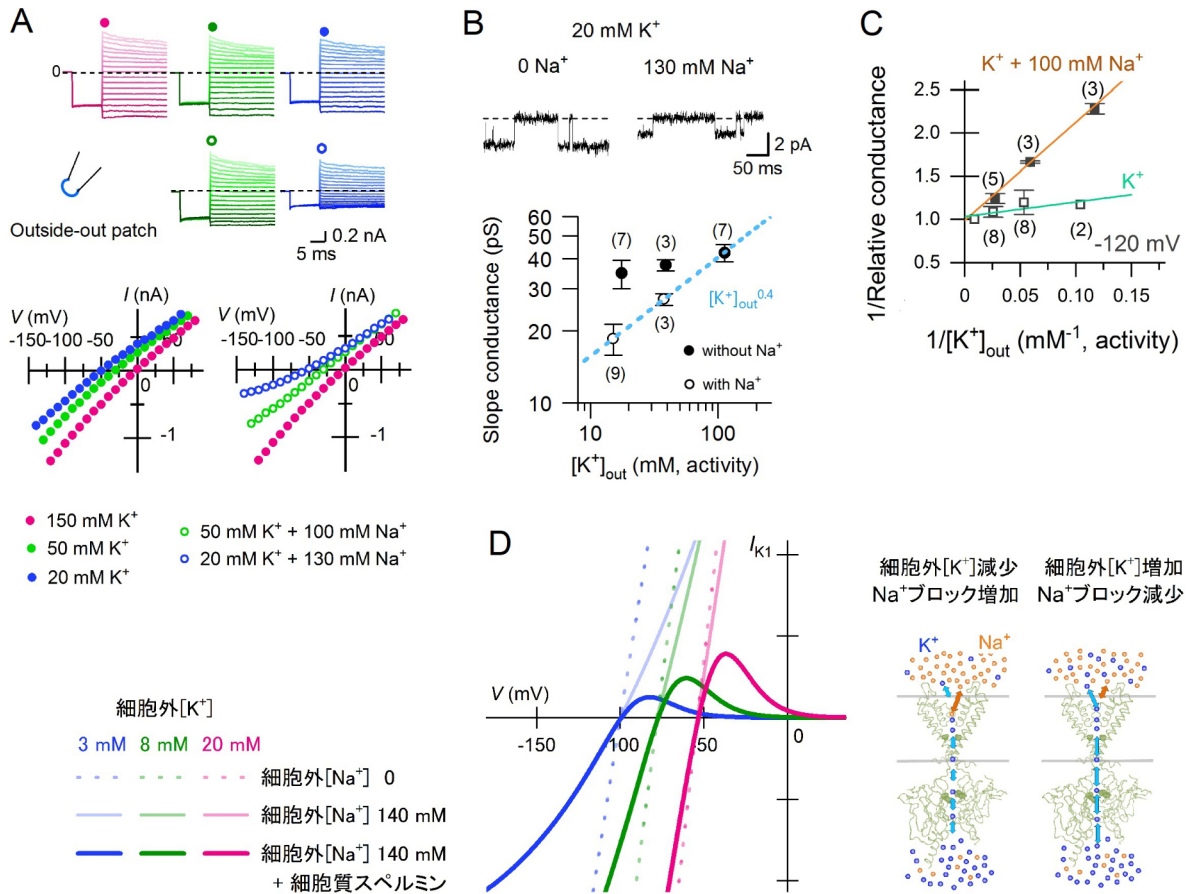 A
0
Outside-out patch
0.2 nA
5 ms
I (nA)
V (mV)
-150 -100 -50
0
-1
I (nA)
V (mV)
-150 -100 -50
0
-1
150 mM K⁺
50 mM K⁺
20 mM K⁺
50 mM K⁺ + 100 mM Na⁺
20 mM K⁺ + 130 mM Na⁺
B
20 mM K⁺
0 Na⁺
130 mM Na⁺
2 pA
50 ms
Slope conductance (pS)
60
50
40
30
20
10
(7)
(3)
(7)
(3)
(9)
[K⁺]out^0.4
without Na⁺
with Na⁺
10
100
[K⁺]out (mM, activity)
C
K⁺ + 100 mM Na⁺
(3)
(3)
(5)
K⁺
(8)
(8)
(2)
-120 mV
1/Relative conductance
2.5
2.0
1.5
1.0
0.5
0
0.05
0.10
0.15
1/[K⁺]out (mM⁻¹, activity)
D
IK1
V (mV)
-150
-100
-50
0
細胞外[K⁺]
3 mM
8 mM
20 mM
細胞外[Na⁺] 0
細胞外[Na⁺] 140 mM
細胞外[Na⁺] 140 mM
+ 細胞質スペルミン
細胞外[K⁺]減少
Na⁺ブロック増加
細胞外[K⁺]増加
Na⁺ブロック減少
K⁺
Na⁺